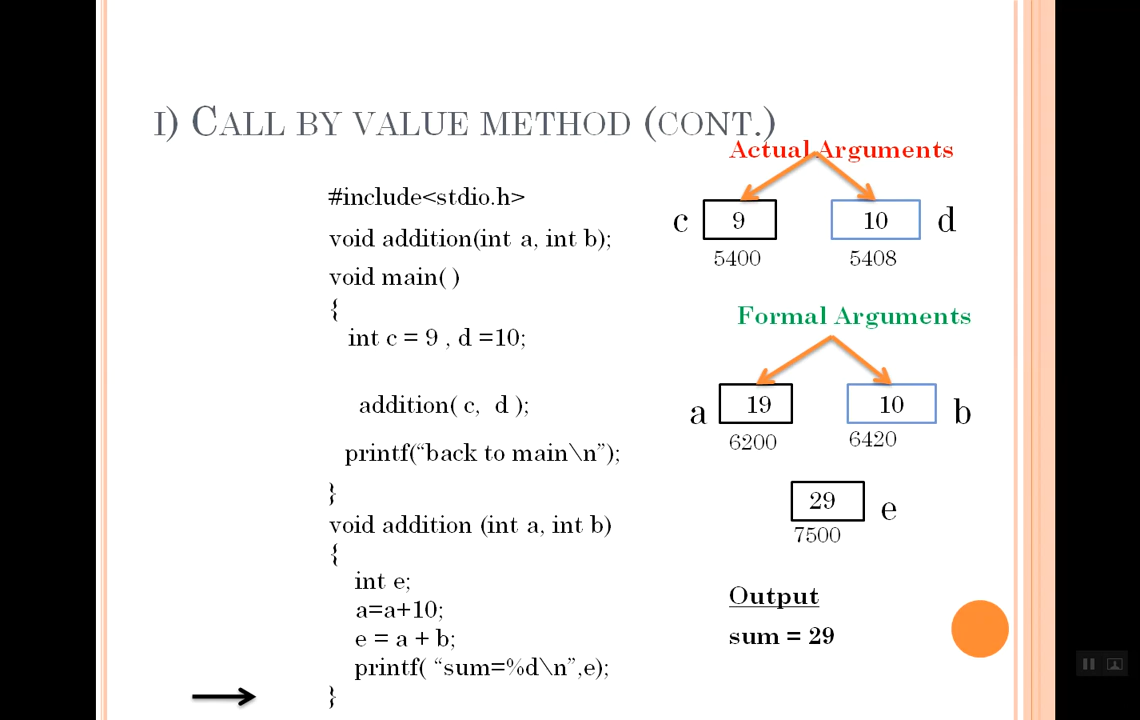 I) CALL BY VALUE METHOD (CONT.)
Actual Arguments
#include<stdio.h>
void addition(int a, int b);
void main( )
{
int c = 9 , d =10;
addition( c, d );
printf(“back to main\n”);
}
void addition (int a, int b)
{
int e;
a=a+10;
e = a + b;
printf( “sum=%d\n”,e);
}
c 9 10 d
5400 5408
Formal Arguments
a 19 10 b
6200 6420
29 e
7500
Output
sum = 29